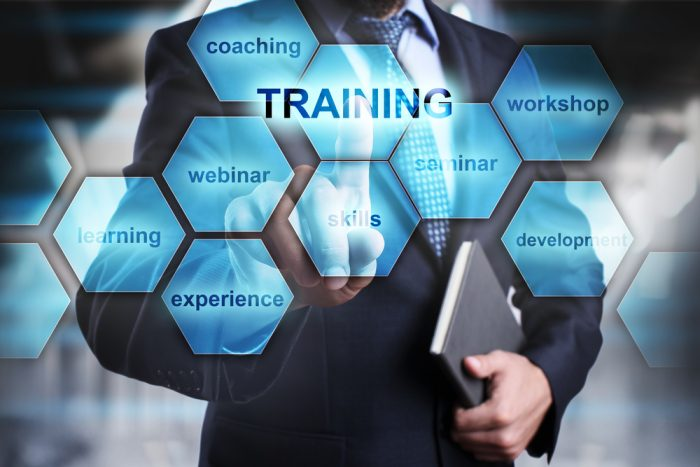 coaching
TRAINING
workshop
webinar
seminar
skills
learning
development
experience